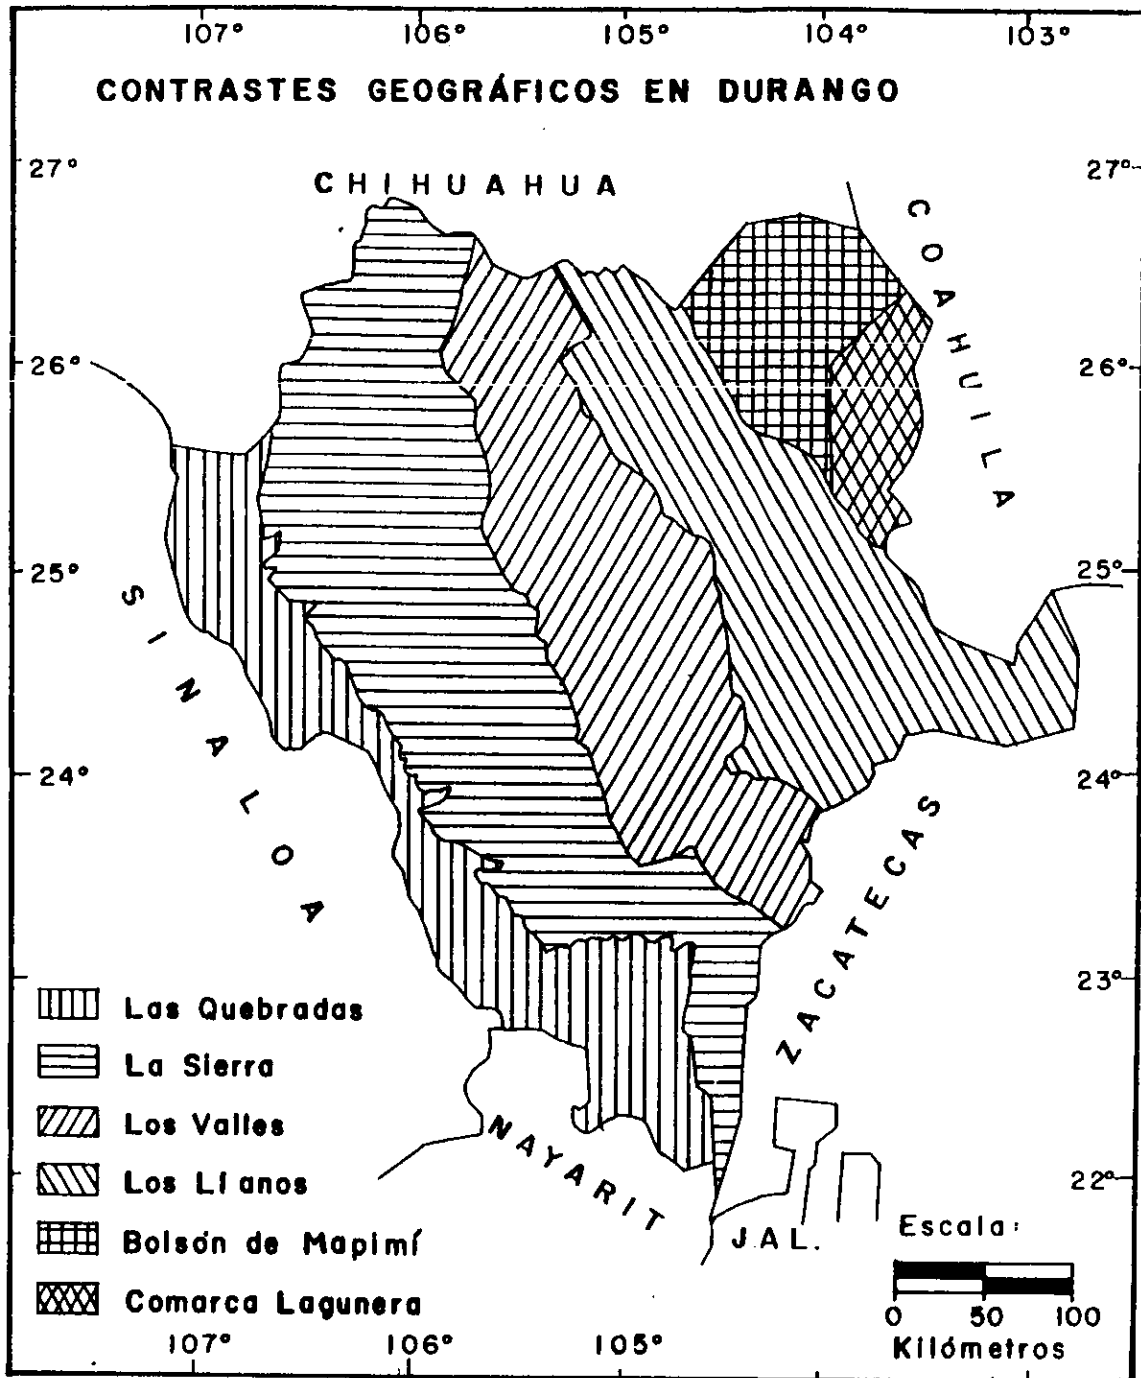 107° 106° 105° 104° 103°
CONTRASTES GEOGRÁFICOS EN DURANGO
27° 27°
CHIHUAHUA
COAHUILA
26° 26°
25° 25°
SINALOA
24° 24°
ZACATECAS
23°
Las Quebradas
La Sierra
Los Valles
Los Llanos
Bolsón de Mapimí
Comarca Lagunera
NAYARIT
22°
JAL.
Escala:
0 50 100
Kilómetros
107° 106° 105°